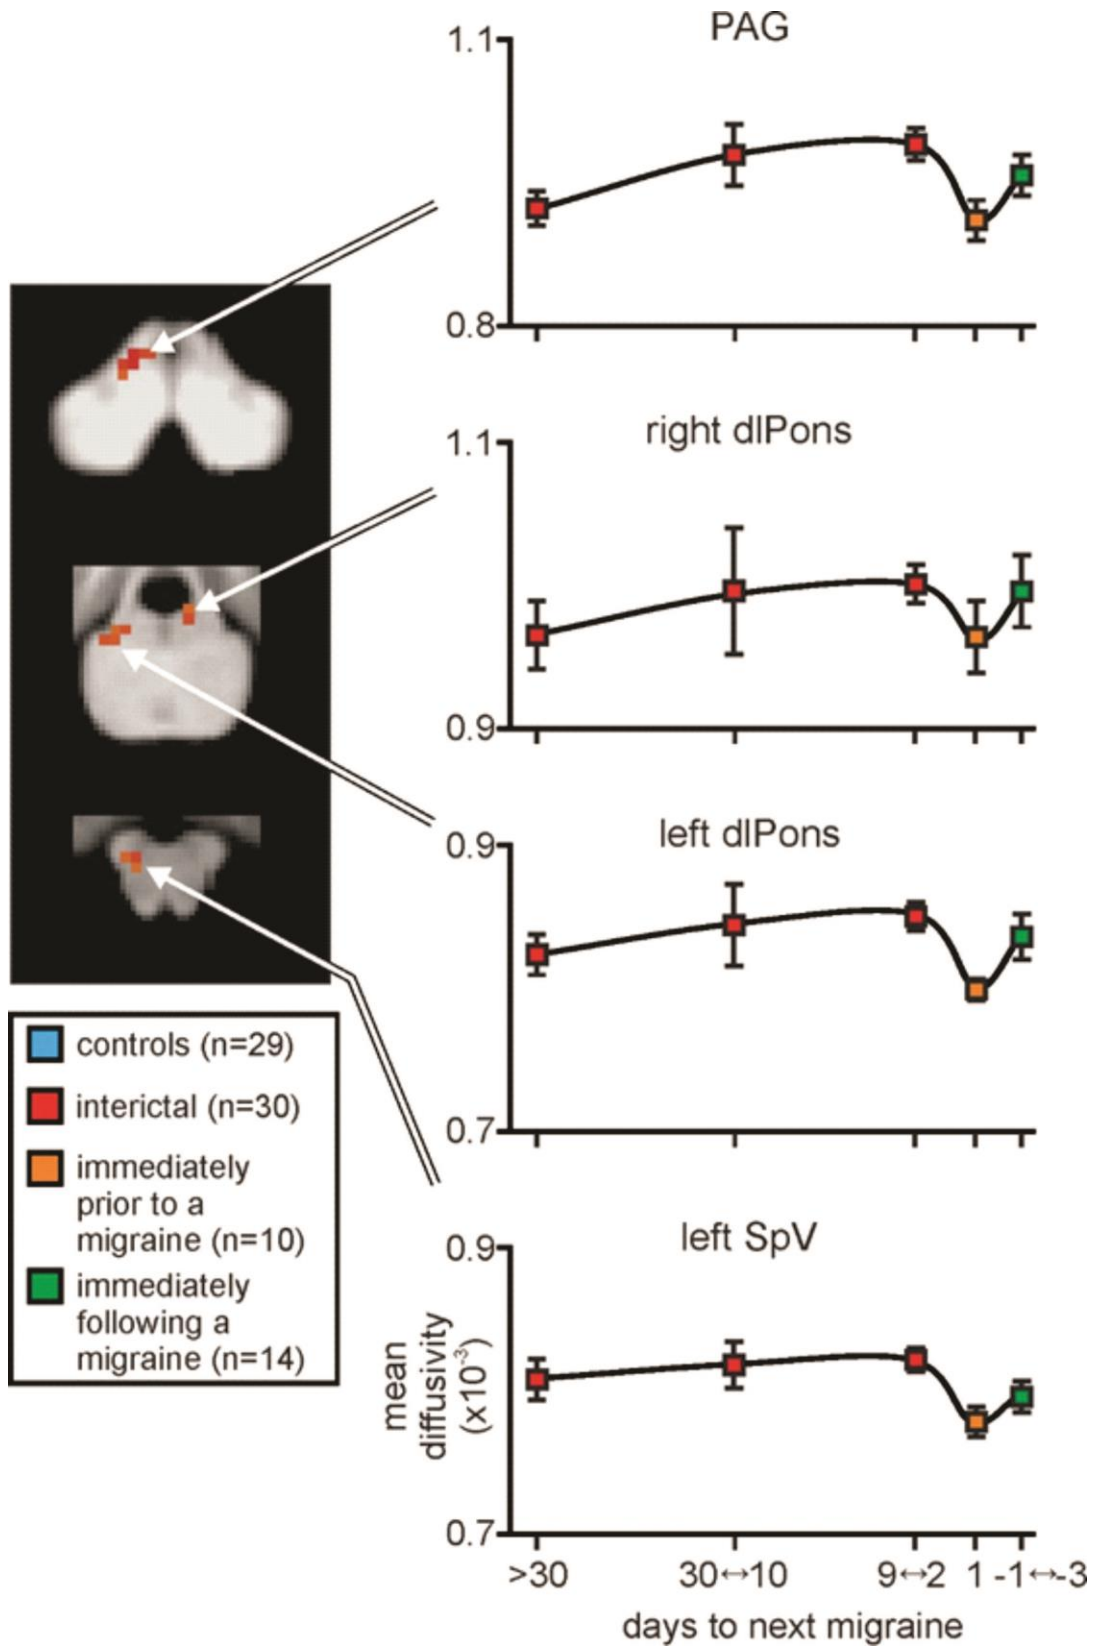 PAG
1.1
0.8
right dlPons
1.1
0.9
left dlPons
0.9
0.7
controls (n=29)
interictal (n=30)
immediately
prior to a
migraine (n=10)
immediately
following a
migraine (n=14)
left SpV
0.9
mean
diffusivity
(x10⁻³)
0.7
>30 30↔10 9↔2 1 -1↔-3
days to next migraine